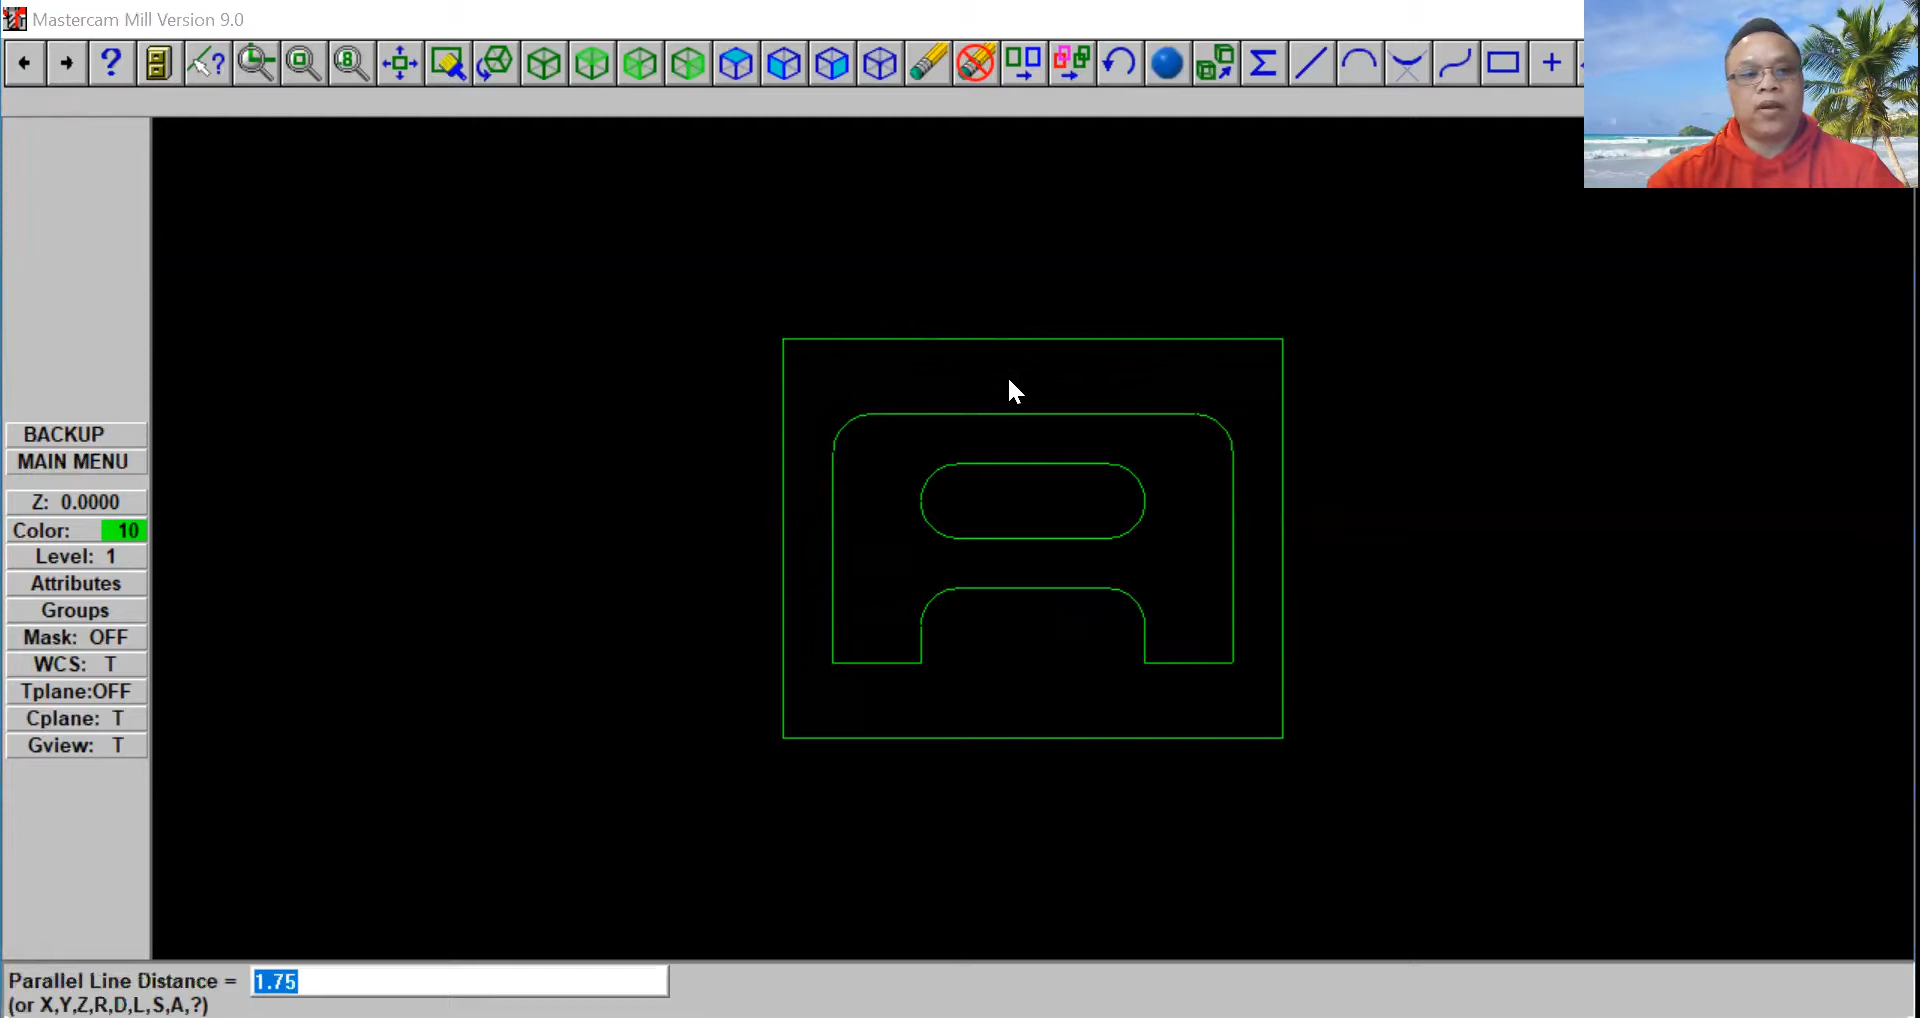 Mastercam Mill Version 9.0
BACKUP
MAIN MENU
Z: 0.0000
Color: 10
Level: 1
Attributes
Groups
Mask: OFF
WCS: T
Tplane:OFF
Cplane: T
Gview: T
Parallel Line Distance = 1.75
(or X,Y,Z,R,D,L,S,A,?)